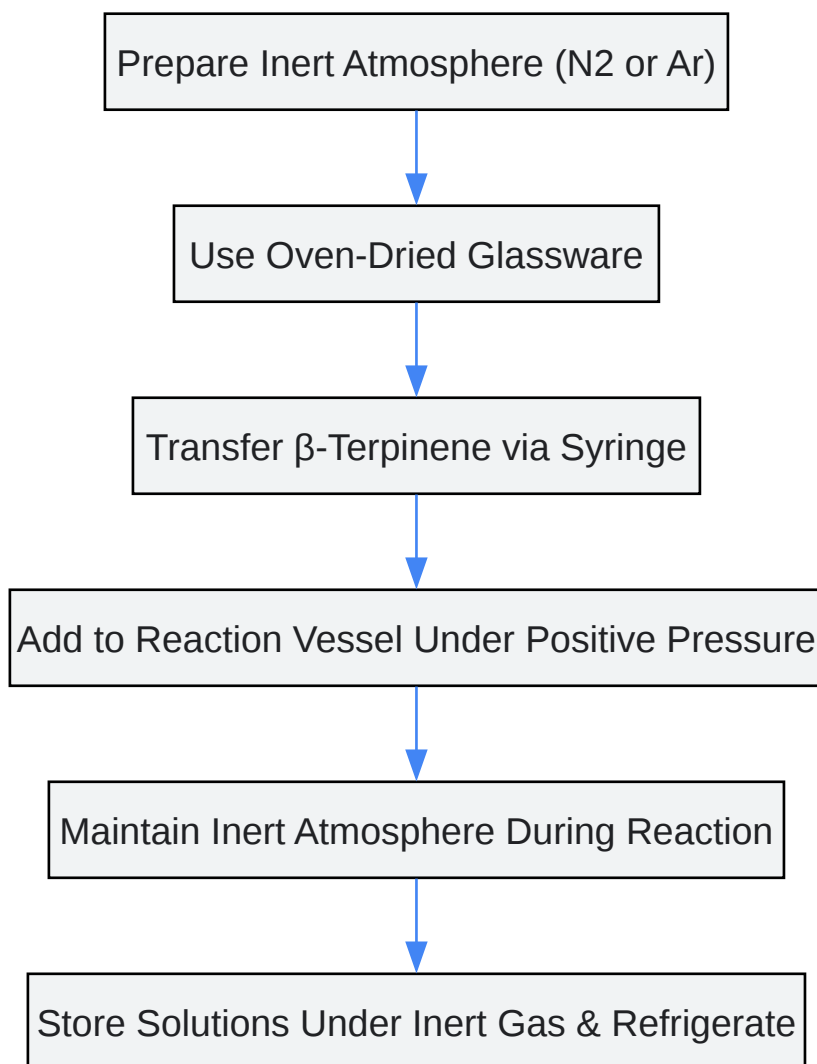 Prepare Inert Atmosphere (N2 or Ar)
Use Oven-Dried Glassware
Transfer β-Terpinene via Syringe
Add to Reaction Vessel Under Positive Pressure
Maintain Inert Atmosphere During Reaction
Store Solutions Under Inert Gas & Refrigerate